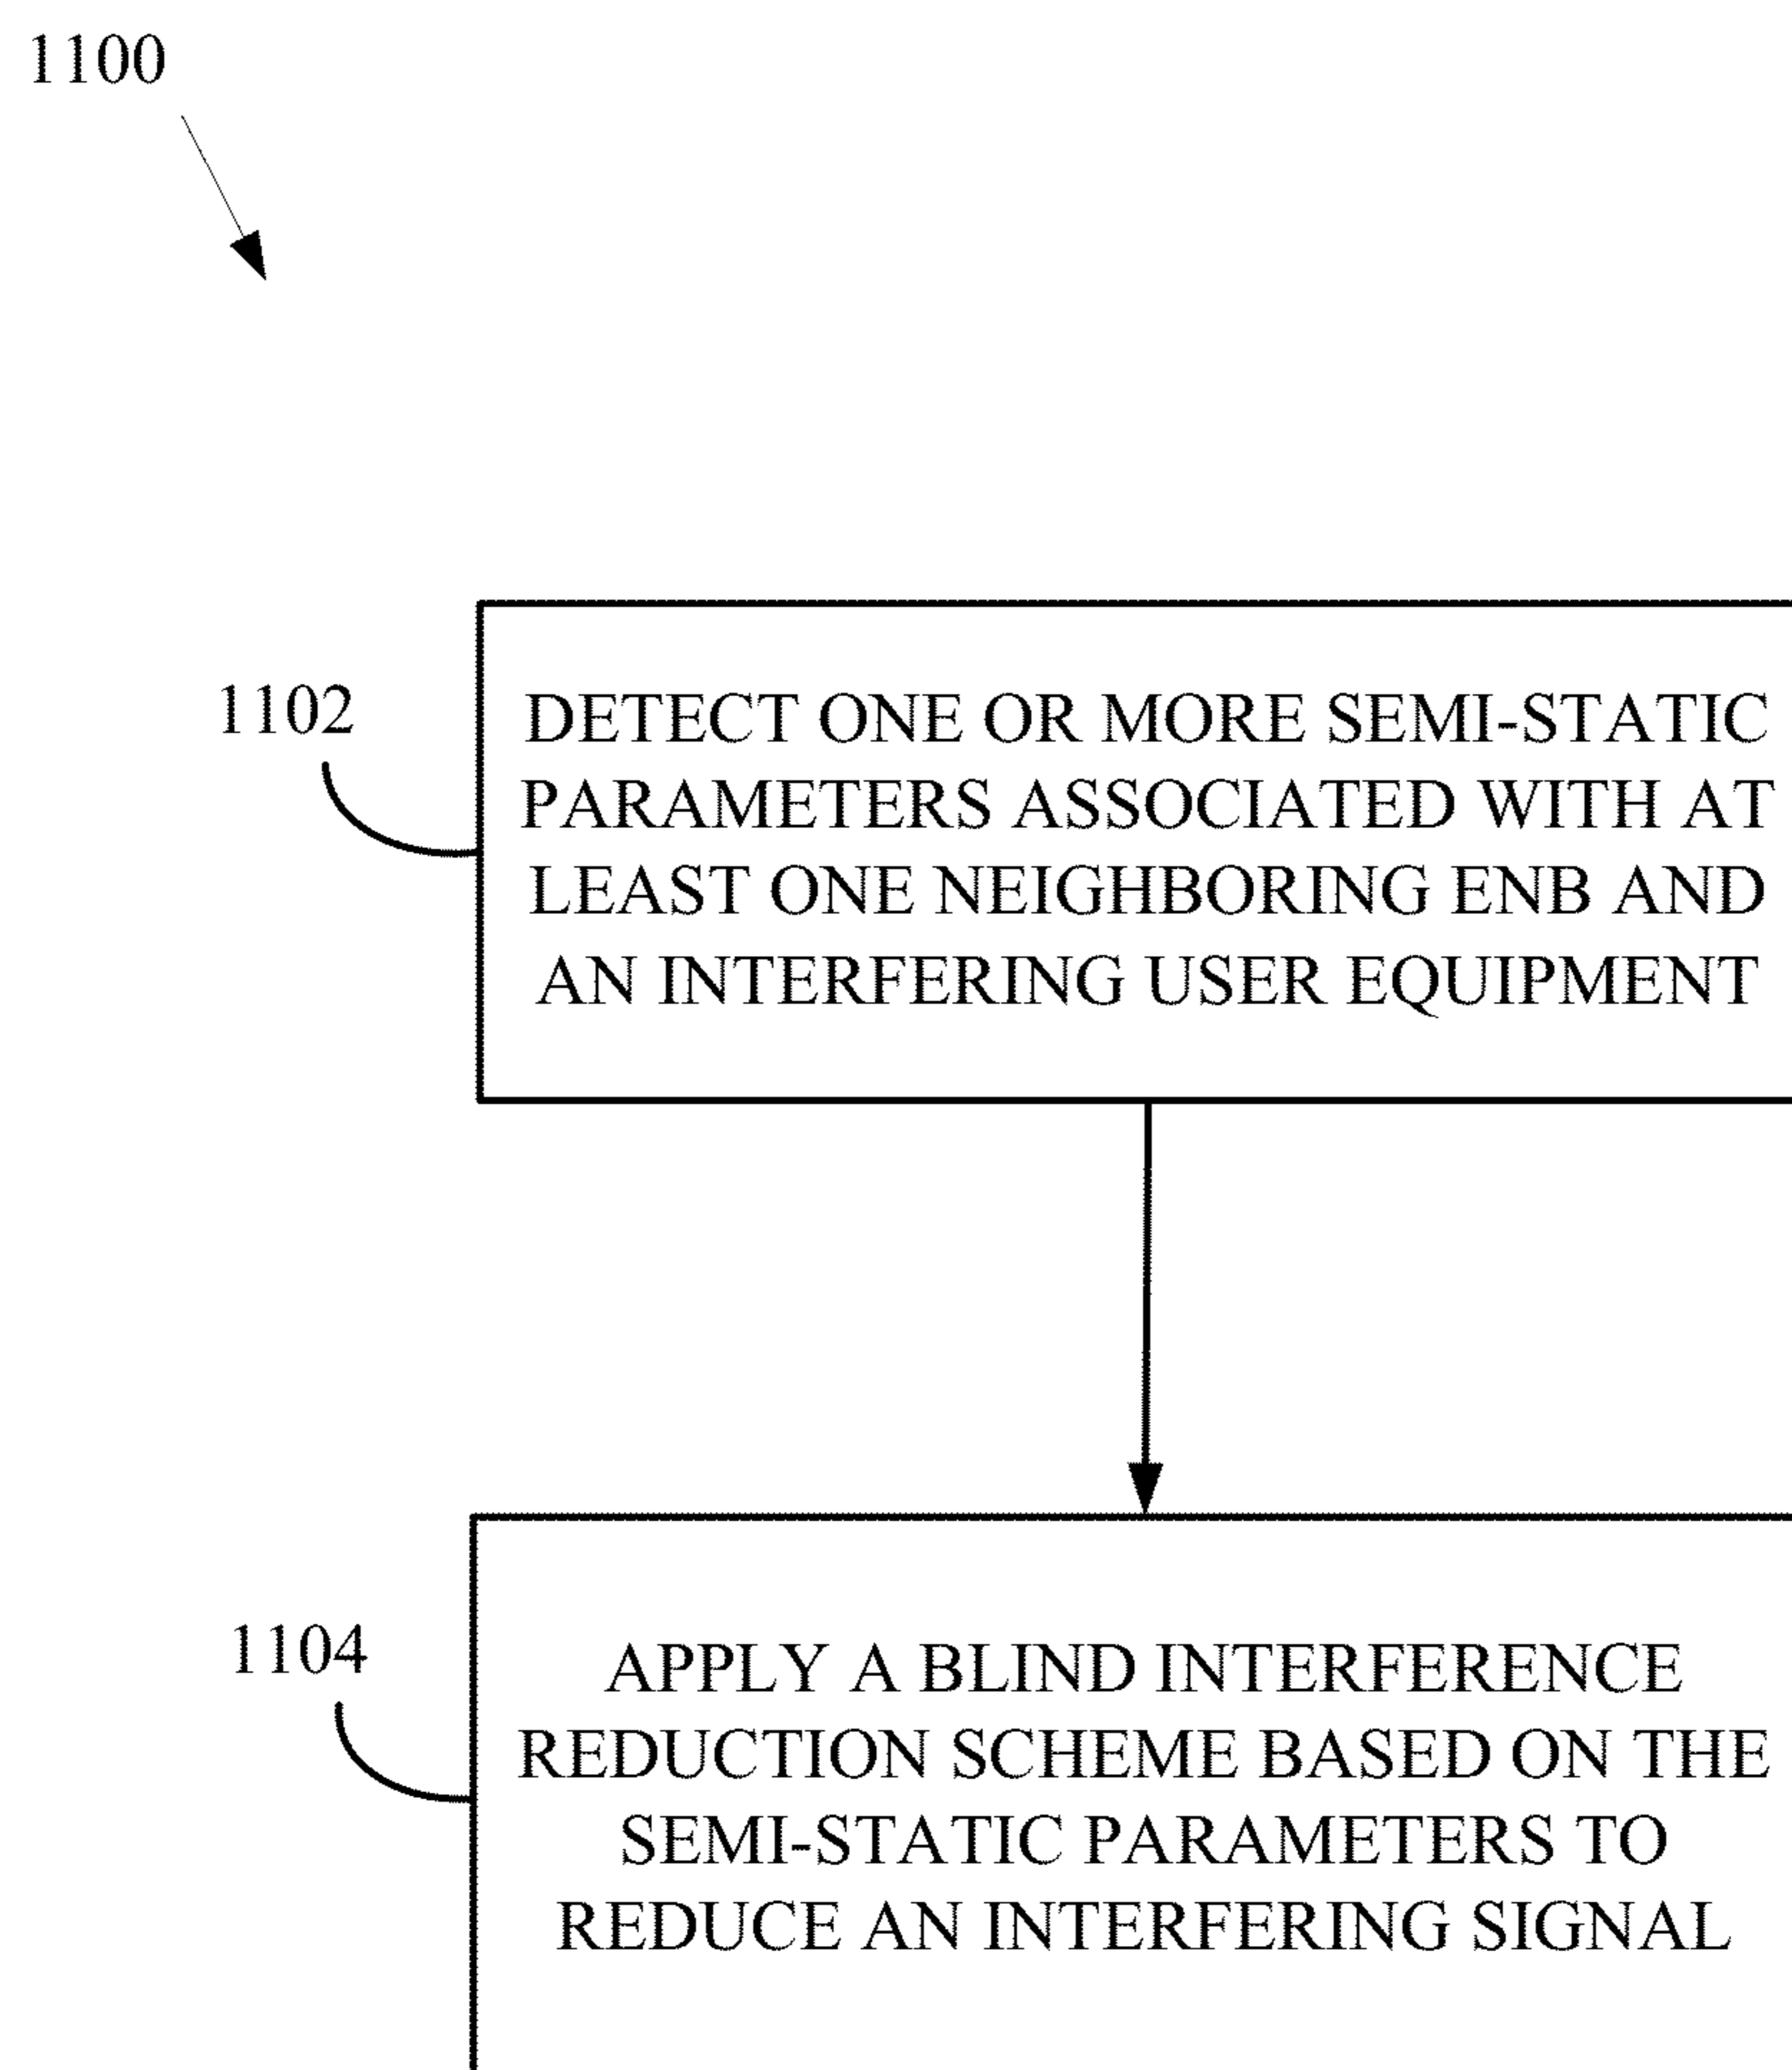 1100
1102
DETECT ONE OR MORE SEMI-STATIC
PARAMETERS ASSOCIATED WITH AT
LEAST ONE NEIGHBORING ENB AND
AN INTERFERING USER EQUIPMENT
1104
APPLY A BLIND INTERFERENCE
REDUCTION SCHEME BASED ON THE
SEMI-STATIC PARAMETERS TO
REDUCE AN INTERFERING SIGNAL